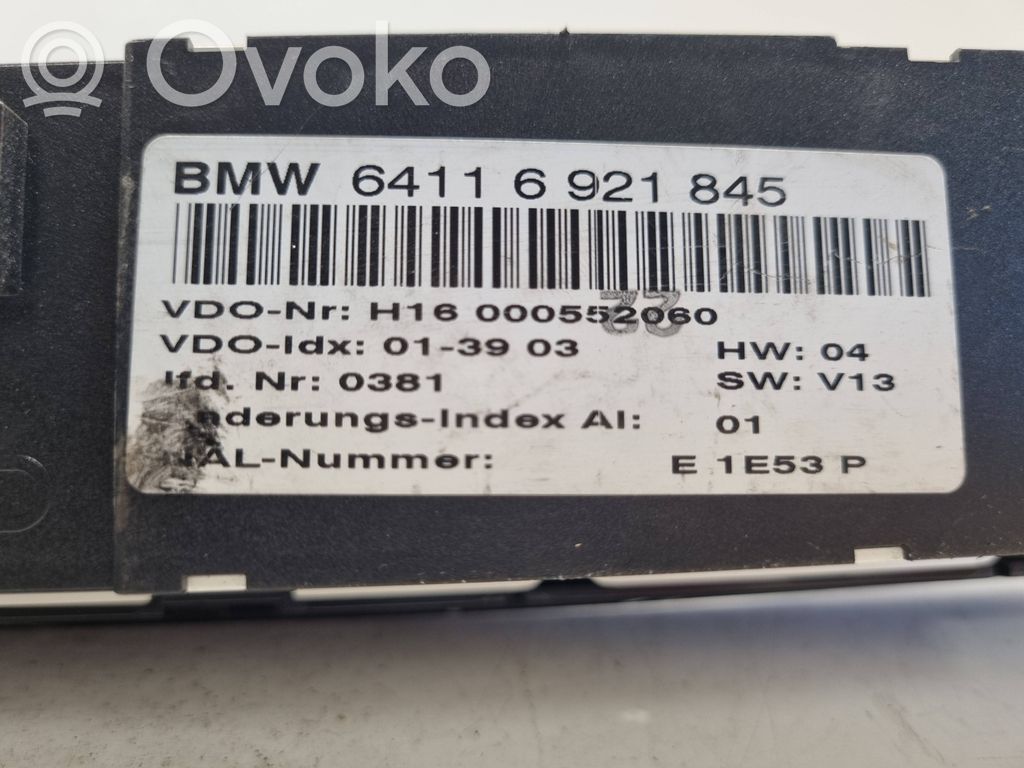 Ovoko
BMW 6411 6 921 845
VDO-Nr: H16 000552060
22
VDO-Idx: 01-39 03 HW: 04
lfd. Nr: 0381 SW: V13
nderungs-Index AI: 01
AL-Nummer: E 1E53 P